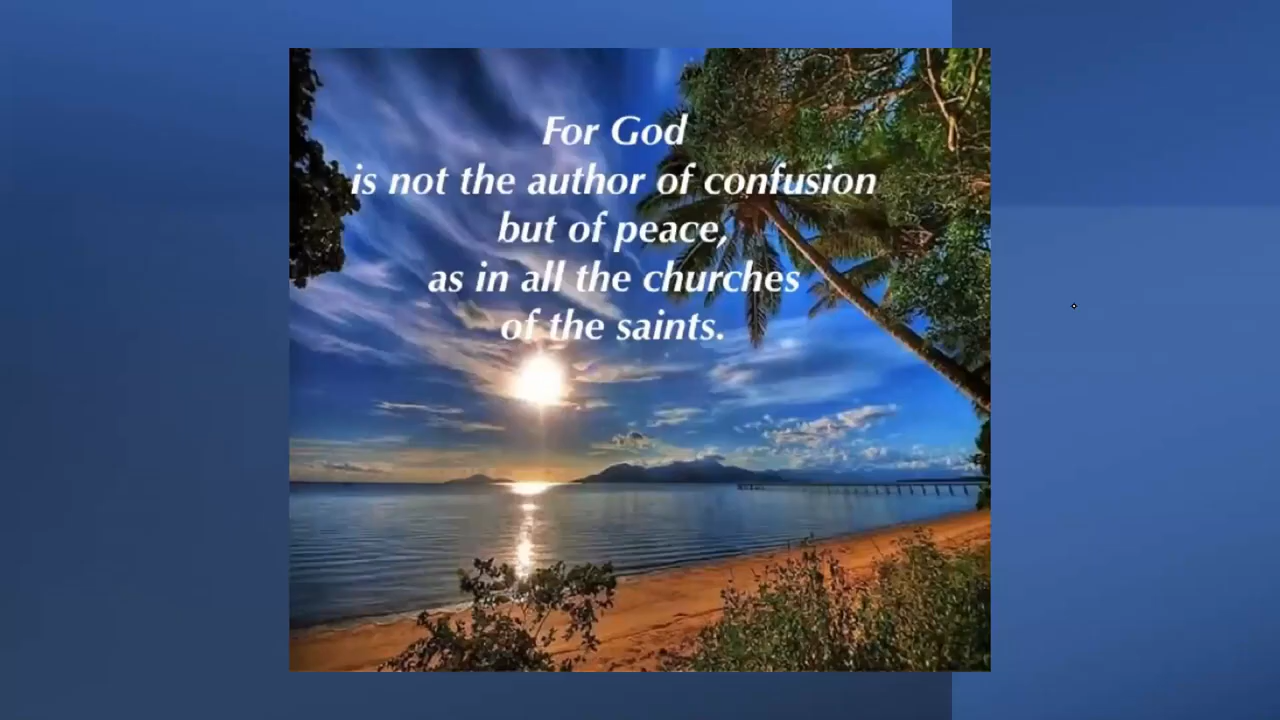 For God
is not the author of confusion
but of peace,
as in all the churches
of the saints.